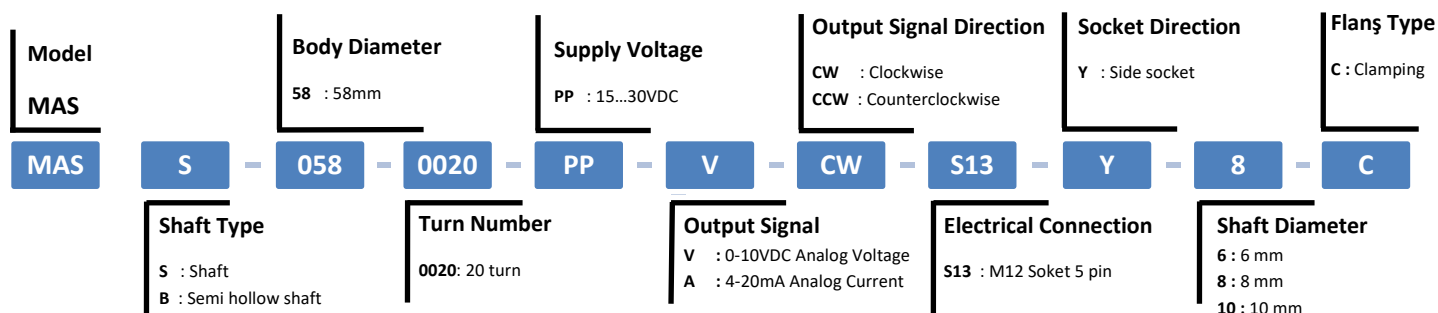 Model
MAS
Body Diameter
58 : 58mm
Supply Voltage
PP : 15...30VDC
Output Signal Direction
CW : Clockwise
CCW : Counterclockwise
Socket Direction
Y : Side socket
Flanş Type
C : Clamping
MAS S - 058 - 0020 - PP - V - CW - S13 - Y - 8 - C
Shaft Type
S : Shaft
B : Semi hollow shaft
Turn Number
0020: 20 turn
Output Signal
V : 0-10VDC Analog Voltage
A : 4-20mA Analog Current
Electrical Connection
S13 : M12 Soket 5 pin
Shaft Diameter
6 : 6 mm
8 : 8 mm
10 : 10 mm